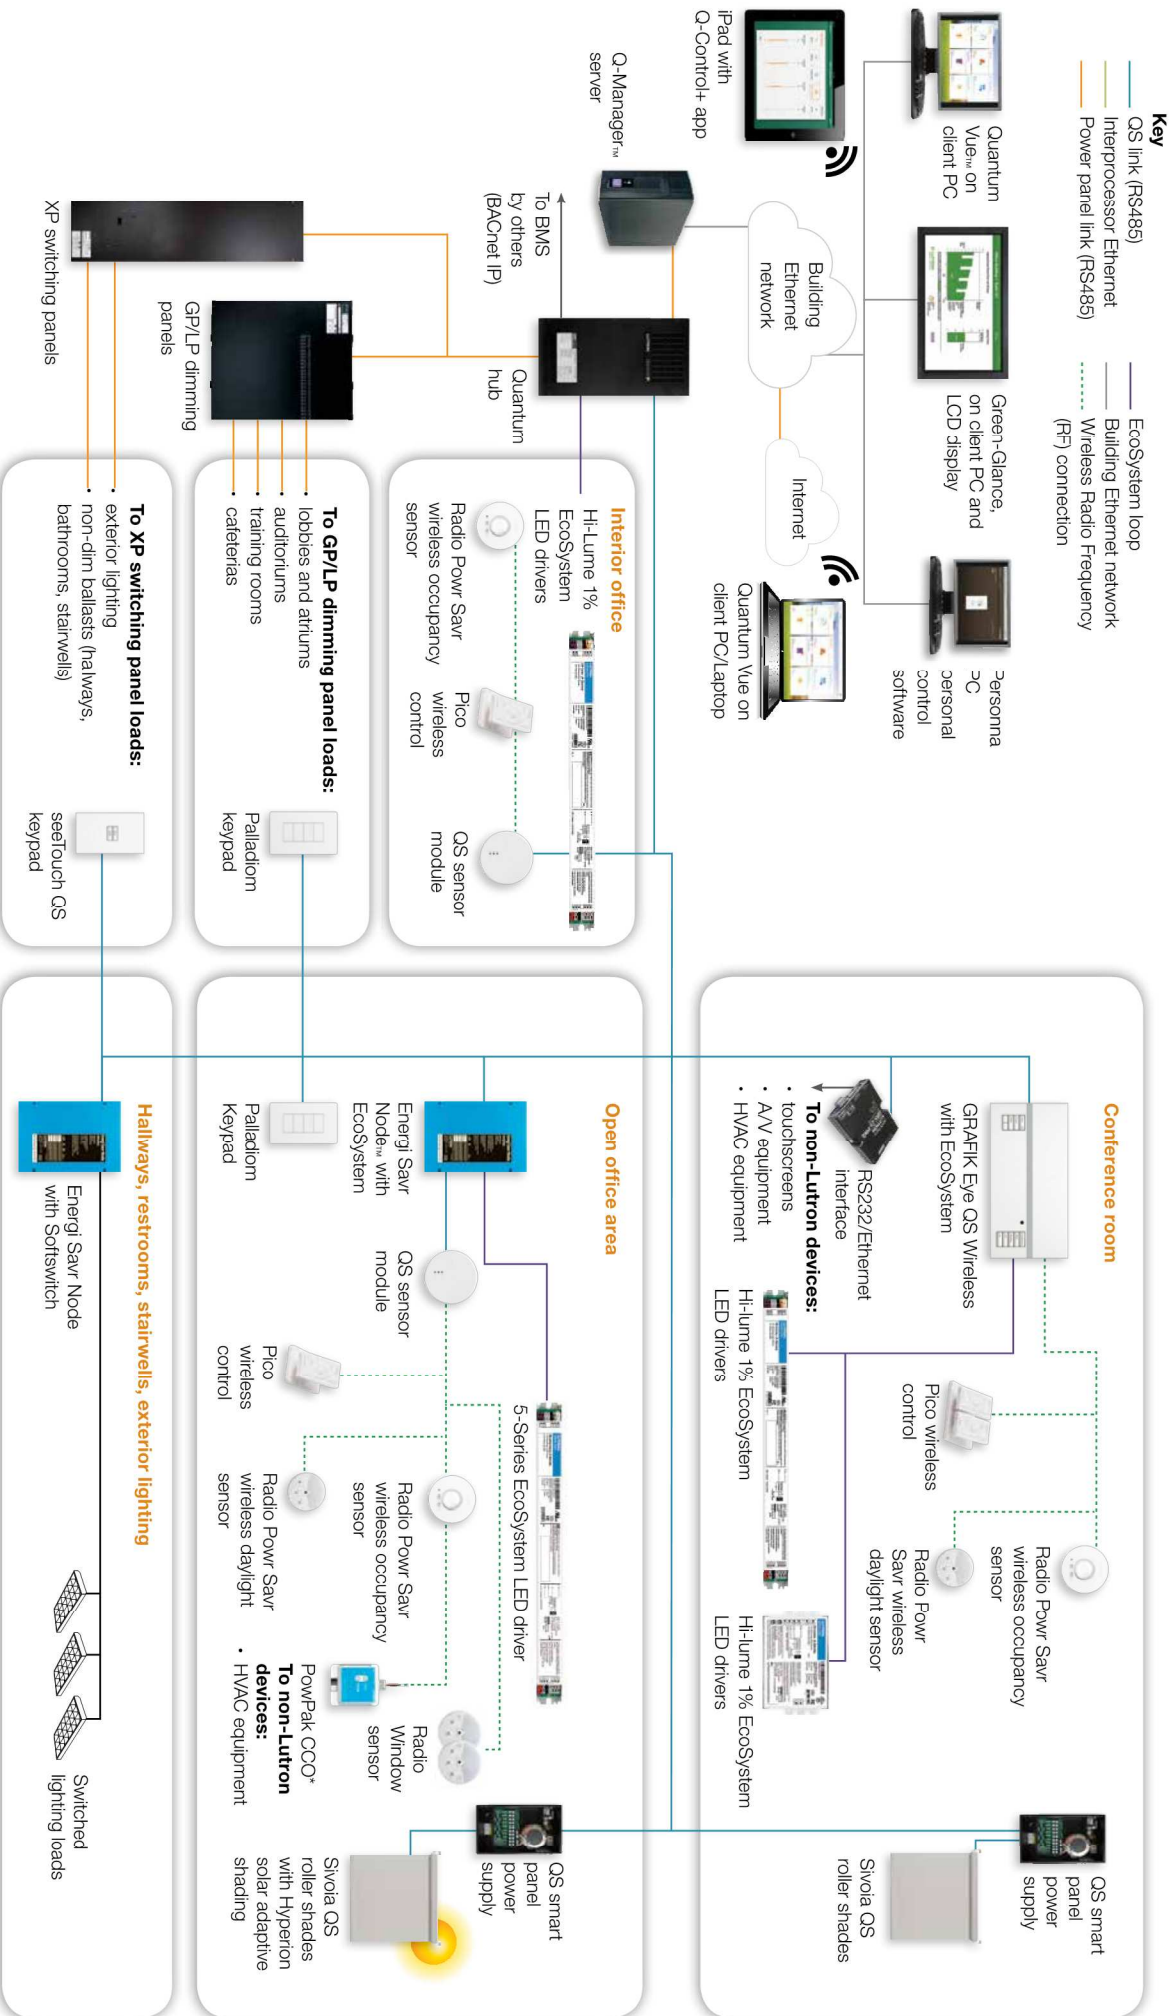 Key
QS link (RS485)
Interprocessor Ethernet
Power panel link (RS485)
EcoSystem loop
Building Ethernet network
Wireless Radio Frequency
(RF) connection
Quantum
Vue™ on
client PC
Green-Glance,
on client PC and
LCD display
Personna
PC
personal
control
software
iPad with
Q-Control+ app
Q-Manager™
server
Building
Ethernet
network
Internet
Quantum Vue on
client PC/Laptop
To BMS
by others
(BACnet IP)
Quantum
hub
XP switching panels
GP/LP dimming
panels
Interior office
Hi-Lume 1%
EcoSystem
LED drivers
Radio Powr Savr
wireless occupancy
sensor
Pico
wireless
control
QS sensor
module
To GP/LP dimming panel loads:
• lobbies and atriums
• auditoriums
• training rooms
• cafeterias
Palladiom
keypad
To XP switching panel loads:
• exterior lighting
• non-dim ballasts (hallways,
bathrooms, stairwells)
seeTouch QS
keypad
Conference room
GRAFIK Eye QS Wireless
with EcoSystem
RS232/Ethernet
interface
To non-Lutron devices:
• touchscreens
• A/V equipment
• HVAC equipment
Pico wireless
control
Radio Powr Savr
wireless occupancy
sensor
Radio Powr
Savr wireless
daylight sensor
Hi-lume 1% EcoSystem
LED drivers
Hi-lume 1% EcoSystem
LED drivers
QS smart
panel
power
supply
Sivoia QS
roller shades
Open office area
Energi Savr
Node™ with
EcoSystem
Palladiom
Keypad
QS sensor
module
Pico
wireless
control
5-Series EcoSystem LED driver
Radio Powr Savr
wireless occupancy
sensor
Radio Powr Savr
wireless daylight
sensor
Radio
Window
sensor
PowPak CCO*
To non-Lutron
devices:
• HVAC equipment
QS smart
panel
power
supply
Sivoia QS
roller shades
with Hyperion
solar adaptive
shading
Hallways, restrooms, stairwells, exterior lighting
Energi Savr Node
with Softswitch
Switched
lighting loads